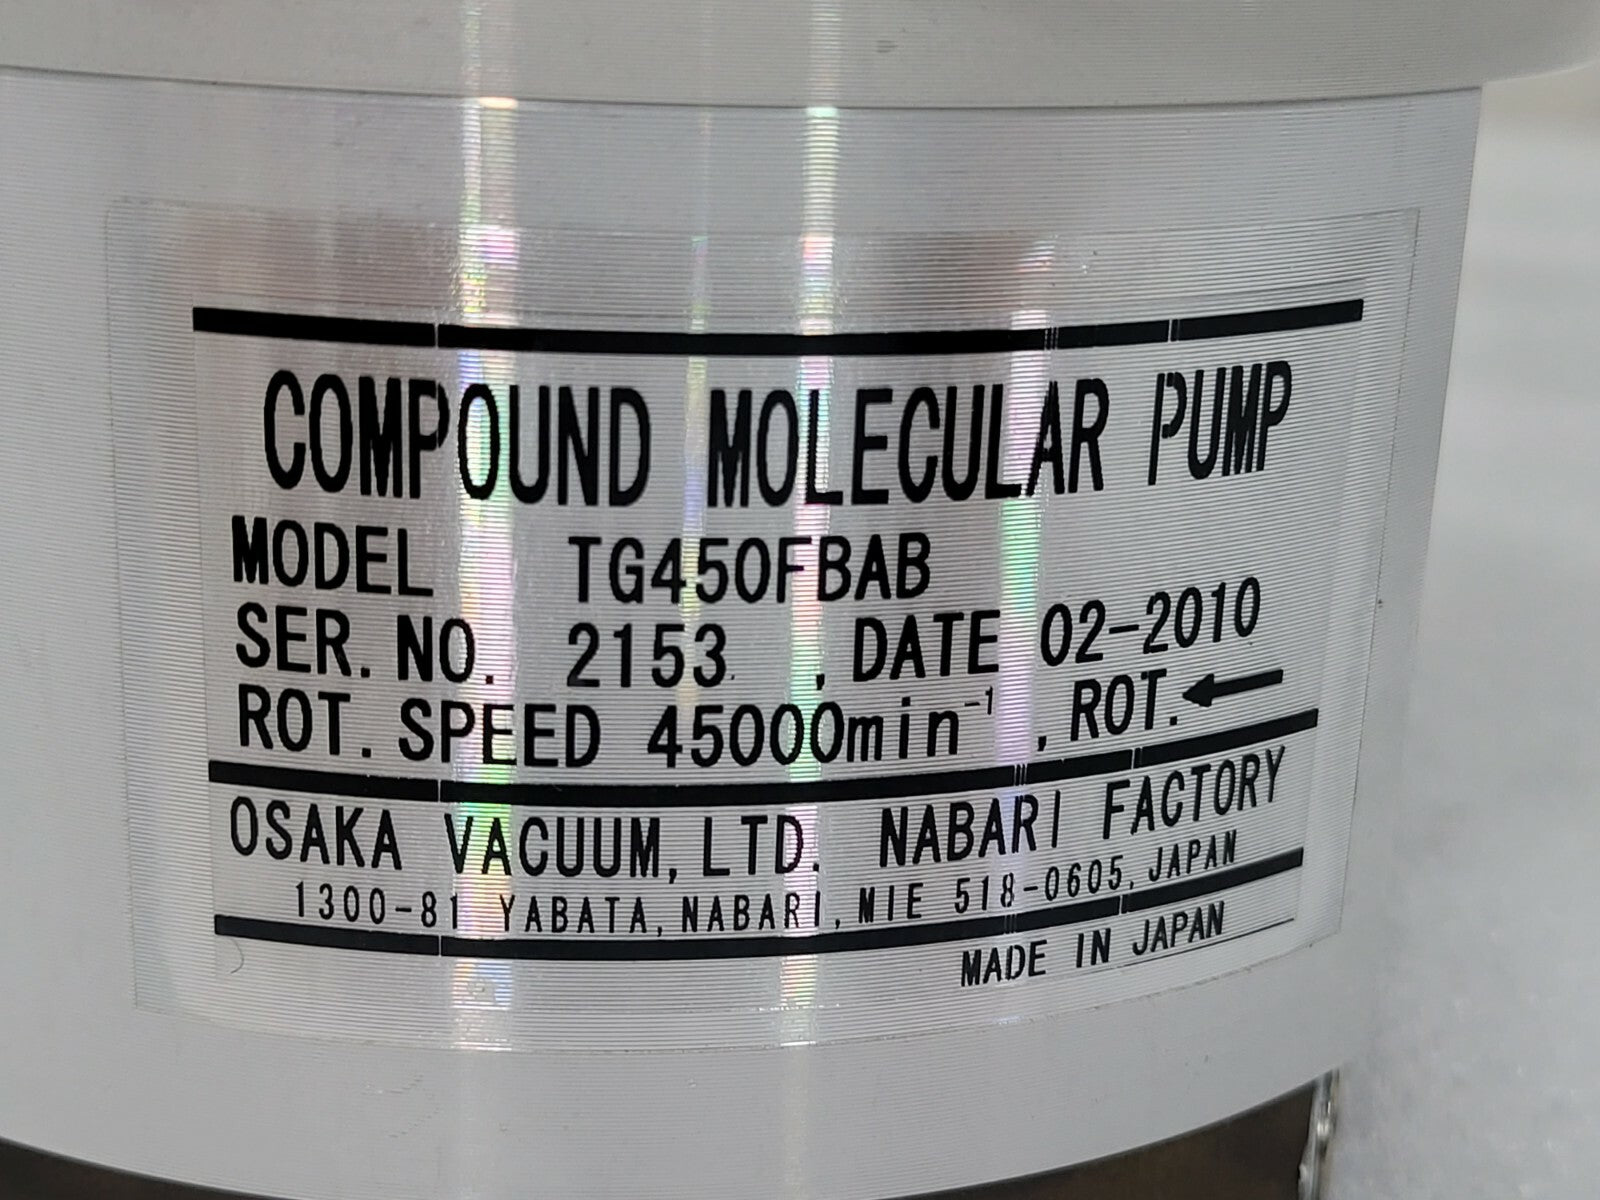 COMPOUND MOLECULAR PUMP
MODEL TG450FBAB
SER. NO. 2153 , DATE 02-2010
ROT. SPEED 45000min⁻¹ , ROT. ←
OSAKA VACUUM, LTD. NABARI FACTORY
1300-81 YABATA, NABARI, MIE 518-0605, JAPAN
MADE IN JAPAN